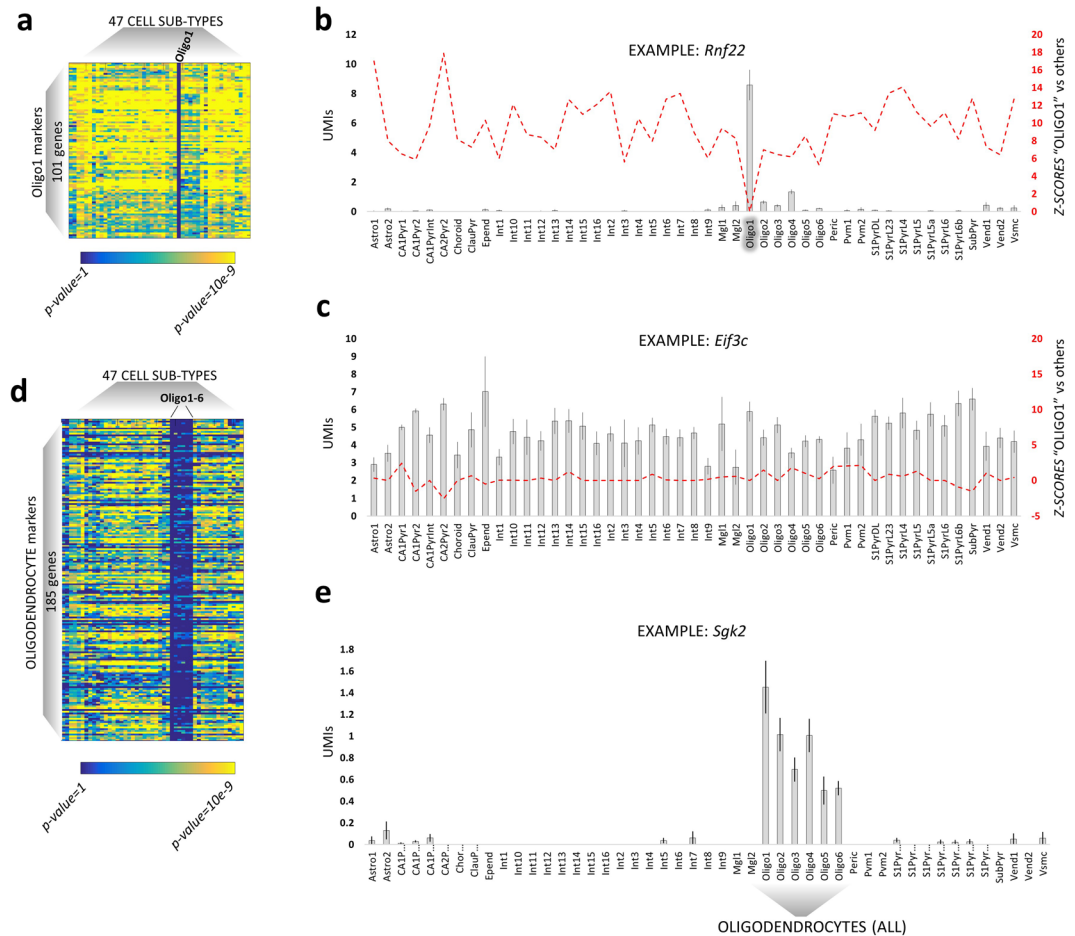 a
47 CELL SUB-TYPES
Oligo1
Oligo1 markers
101 genes
p-value=1
p-value=10e-9
b
EXAMPLE: Rnf22
UMIs
12
10
8
6
4
2
0
Z-SCORES "OLIGO1" vs others
20
18
16
14
12
10
8
6
4
2
0
Astro1
Astro2
CA1Pyr1
CA1Pyr2
CA1PyrInt
CA2Pyr2
Choroid
ClauPyr
Epend
Int1
Int10
Int11
Int12
Int13
Int14
Int15
Int16
Int2
Int3
Int4
Int5
Int6
Int7
Int8
Int9
Mgl1
Mgl2
Oligo1
Oligo2
Oligo3
Oligo4
Oligo5
Oligo6
Peric
Pvm1
Pvm2
S1PyrDL
S1PyrL23
S1PyrL4
S1PyrL5
S1PyrL5a
S1PyrL6
S1PyrL6b
SubPyr
Vend1
Vend2
Vsmc
c
EXAMPLE: Eif3c
UMIs
10
9
8
7
6
5
4
3
2
1
0
Z-SCORES "OLIGO1" vs others
20
15
10
5
0
-5
Astro1
Astro2
CA1Pyr1
CA1Pyr2
CA1PyrInt
CA2Pyr2
Choroid
ClauPyr
Epend
Int1
Int10
Int11
Int12
Int13
Int14
Int15
Int16
Int2
Int3
Int4
Int5
Int6
Int7
Int8
Int9
Mgl1
Mgl2
Oligo1
Oligo2
Oligo3
Oligo4
Oligo5
Oligo6
Peric
Pvm1
Pvm2
S1PyrDL
S1PyrL23
S1PyrL4
S1PyrL5
S1PyrL5a
S1PyrL6
S1PyrL6b
SubPyr
Vend1
Vend2
Vsmc
d
47 CELL SUB-TYPES
Oligo1-6
OLIGODENDROCYTE markers
185 genes
p-value=1
p-value=10e-9
e
EXAMPLE: Sgk2
UMIs
1.8
1.6
1.4
1.2
1
0.8
0.6
0.4
0.2
0
Astro1
Astro2
CA1P...
CA1P...
CA1P...
CA2P...
Chor...
ClauP...
Epend
Int1
Int10
Int11
Int12
Int13
Int14
Int15
Int16
Int2
Int3
Int4
Int5
Int6
Int7
Int8
Int9
Mgl1
Mgl2
Oligo1
Oligo2
Oligo3
Oligo4
Oligo5
Oligo6
Peric
Pvm1
Pvm2
S1Pyr...
S1Pyr...
S1Pyr...
S1Pyr...
S1Pyr...
S1Pyr...
S1Pyr...
SubPyr
Vend1
Vend2
Vsmc
OLIGODENDROCYTES (ALL)